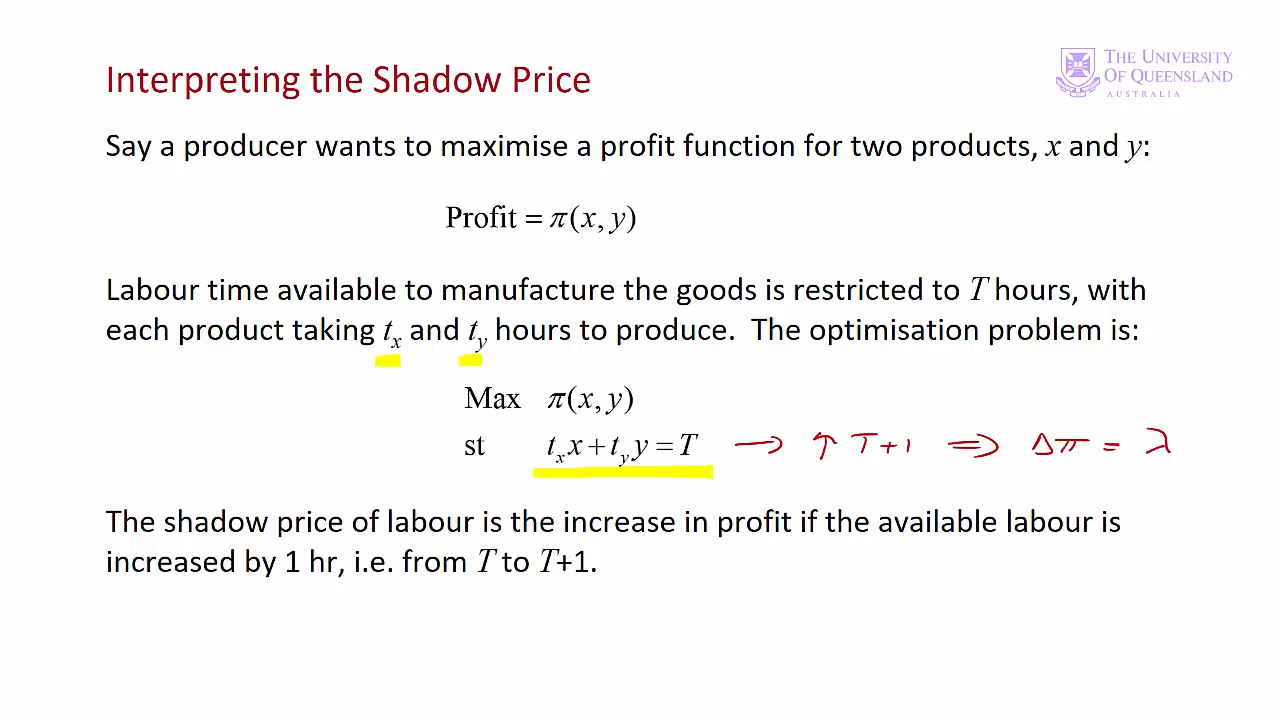 THE UNIVERSITY
OF QUEENSLAND
AUSTRALIA
Interpreting the Shadow Price
Say a producer wants to maximise a profit function for two products, x and y:
Profit = π(x, y)
Labour time available to manufacture the goods is restricted to T hours, with
each product taking tₓ and t_y hours to produce. The optimisation problem is:
Max π(x, y)
st tₓx + t_y y = T → ↑ T+1 ⇒ Δπ = λ
The shadow price of labour is the increase in profit if the available labour is
increased by 1 hr, i.e. from T to T+1.